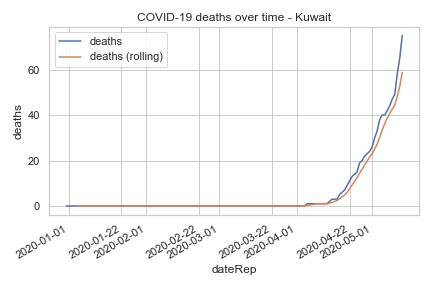 COVID-19 deaths over time - Kuwait
deaths
deaths (rolling)
deaths
60
40
20
0
2020-01-01
2020-01-22
2020-02-01
2020-02-22
2020-03-01
2020-03-22
2020-04-01
2020-04-22
2020-05-01
dateRep